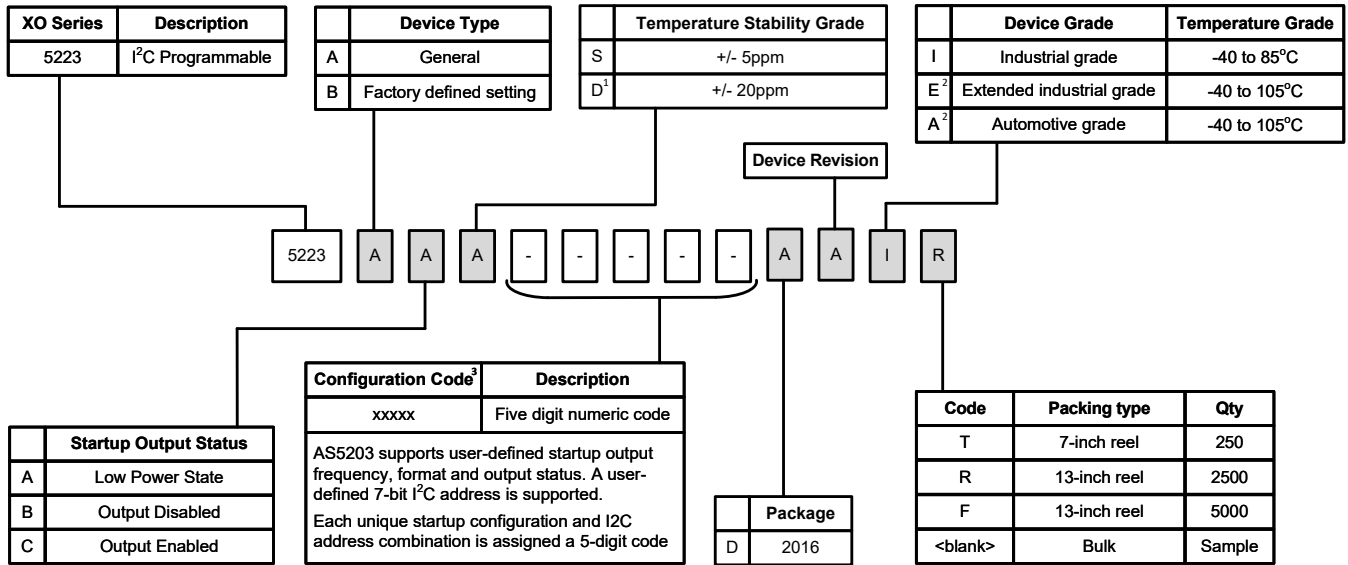 XO Series Description
5223 I²C Programmable
Device Type
A General
B Factory defined setting
Temperature Stability Grade
S +/- 5ppm
D¹ +/- 20ppm
Device Grade Temperature Grade
I Industrial grade -40 to 85°C
E² Extended industrial grade -40 to 105°C
A² Automotive grade -40 to 105°C
Device Revision
5223 A A A - - - - - A A I R
Startup Output Status
A Low Power State
B Output Disabled
C Output Enabled
Configuration Code³ Description
xxxxx Five digit numeric code
AS5203 supports user-defined startup output
frequency, format and output status. A user-
defined 7-bit I²C address is supported.
Each unique startup configuration and I2C
address combination is assigned a 5-digit code
Package
D 2016
Code Packing type Qty
T 7-inch reel 250
R 13-inch reel 2500
F 13-inch reel 5000
<blank> Bulk Sample